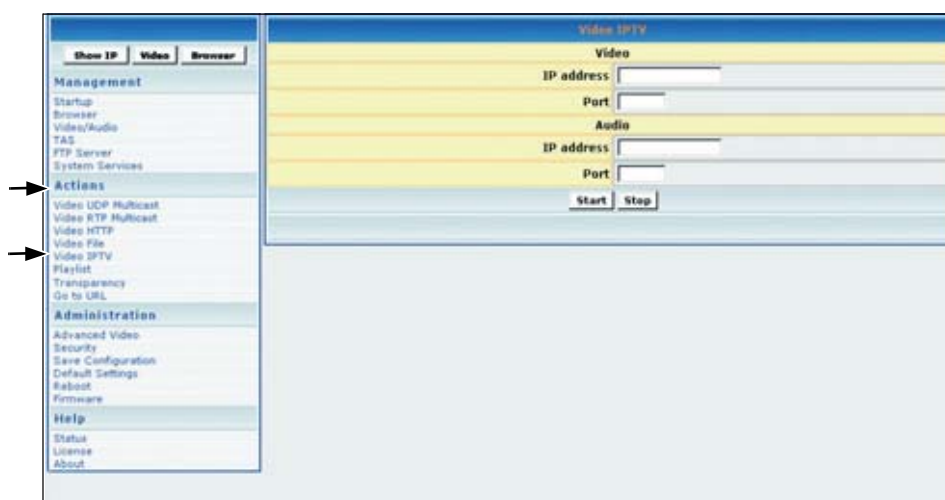 Show IP Video Browser
Management
Startup
Browser
Video/Audio
TAS
FTP Server
System Services
Actions
Video UDP Multicast
Video RTP Multicast
Video HTTP
Video File
Video IPTV
Playlist
Transparency
Go to URL
Administration
Advanced Video
Security
Save Configuration
Default Settings
Reboot
Firmware
Help
Status
License
About
Video IPTV
Video
IP address
Port
Audio
IP address
Port
Start Stop